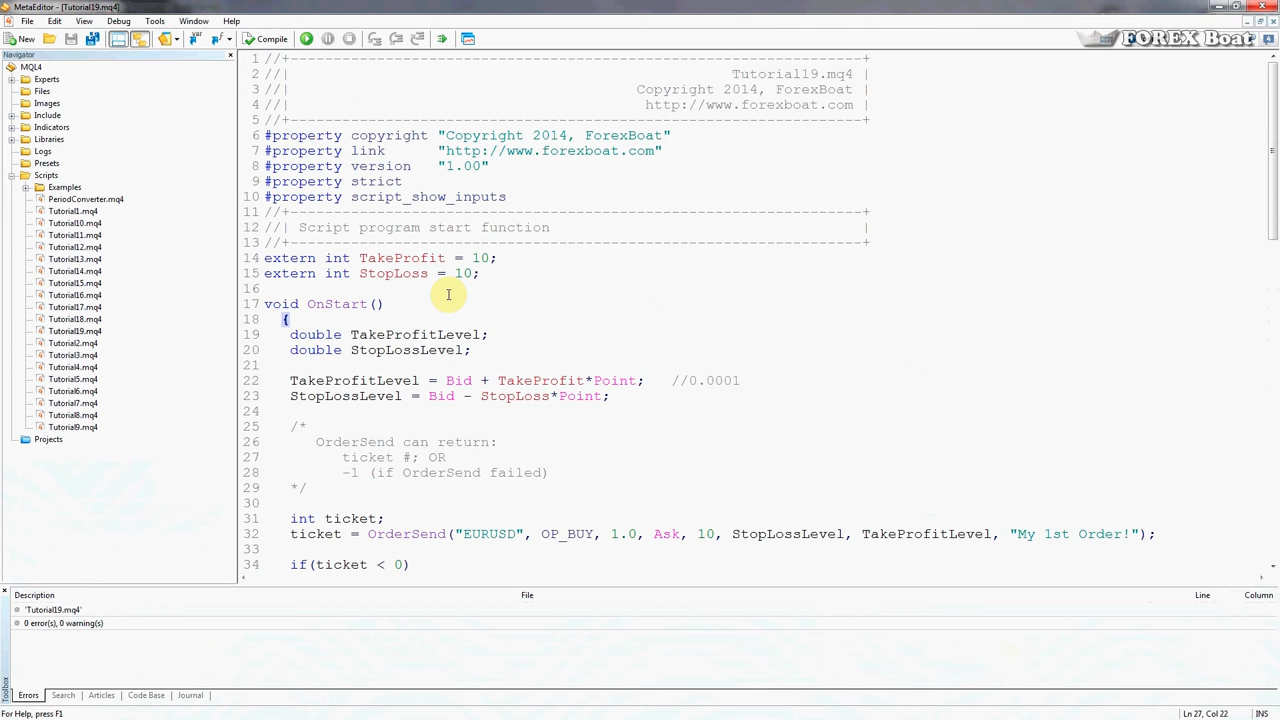 MetaEditor - [Tutorial19.mq4]
File Edit View Debug Tools Window Help
New Compile
FOREX Boat
Navigator
MQL4
Experts
Files
Images
Include
Indicators
Libraries
Logs
Presets
Scripts
Examples
PeriodConverter.mq4
Tutorial1.mq4
Tutorial10.mq4
Tutorial11.mq4
Tutorial12.mq4
Tutorial13.mq4
Tutorial14.mq4
Tutorial15.mq4
Tutorial16.mq4
Tutorial17.mq4
Tutorial18.mq4
Tutorial19.mq4
Tutorial2.mq4
Tutorial3.mq4
Tutorial4.mq4
Tutorial5.mq4
Tutorial6.mq4
Tutorial7.mq4
Tutorial8.mq4
Tutorial9.mq4
Projects
1 //+------------------------------------------------------------------+
2 //| Tutorial19.mq4 |
3 //| Copyright 2014, ForexBoat |
4 //| http://www.forexboat.com |
5 //+------------------------------------------------------------------+
6 #property copyright "Copyright 2014, ForexBoat"
7 #property link "http://www.forexboat.com"
8 #property version "1.00"
9 #property strict
10 #property script_show_inputs
11 //+------------------------------------------------------------------+
12 //| Script program start function |
13 //+------------------------------------------------------------------+
14 extern int TakeProfit = 10;
15 extern int StopLoss = 10;
16
17 void OnStart()
18 {
19 double TakeProfitLevel;
20 double StopLossLevel;
21
22 TakeProfitLevel = Bid + TakeProfit*Point; //0.0001
23 StopLossLevel = Bid - StopLoss*Point;
24
25 /*
26 OrderSend can return:
27 ticket #; OR
28 -1 (if OrderSend failed)
29 */
30
31 int ticket;
32 ticket = OrderSend("EURUSD", OP_BUY, 1.0, Ask, 10, StopLossLevel, TakeProfitLevel, "My 1st Order!");
33
34 if(ticket < 0)
Description File Line Column
'Tutorial19.mq4'
0 error(s), 0 warning(s)
Toolbox
Errors Search Articles Code Base Journal
For Help, press F1 Ln 27, Col 22 INS